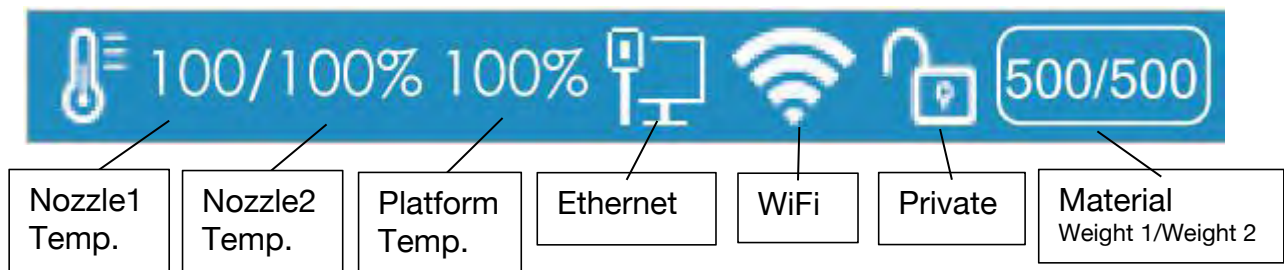 100/100% 100% 500/500
Nozzle1
Temp.
Nozzle2
Temp.
Platform
Temp.
Ethernet
WiFi
Private
Material
Weight 1/Weight 2